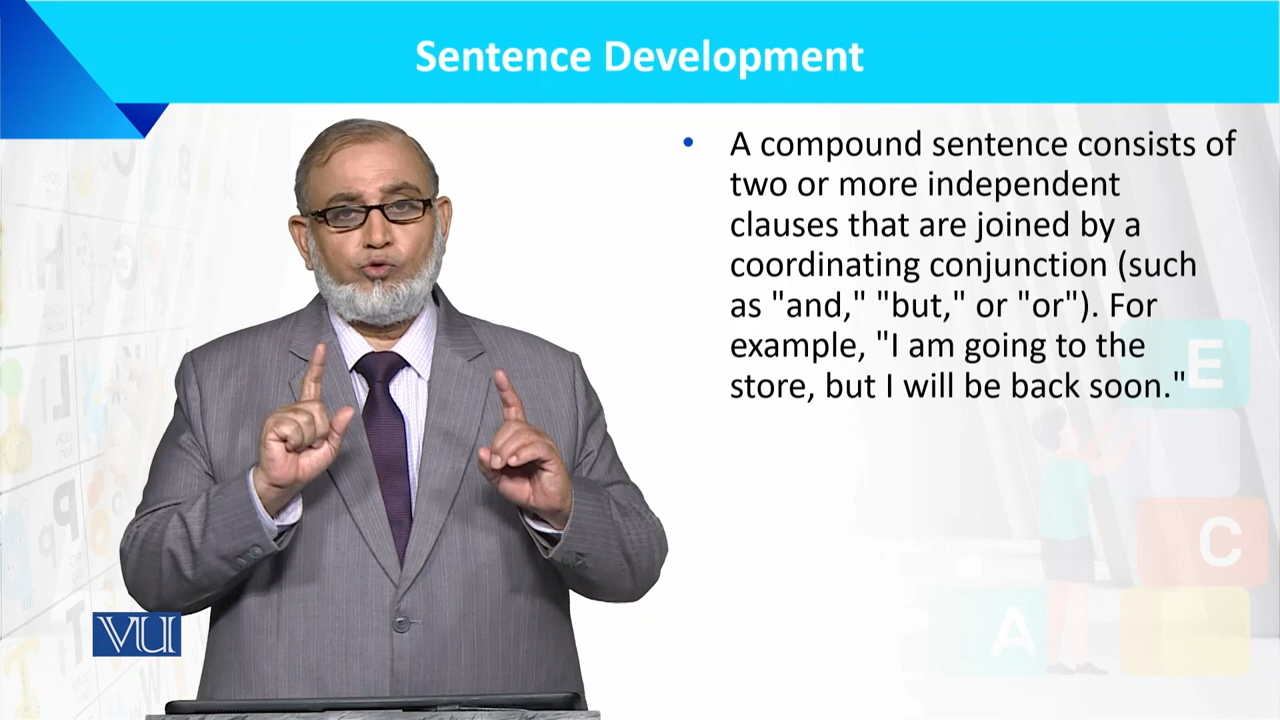 Sentence Development
• A compound sentence consists of
two or more independent
clauses that are joined by a
coordinating conjunction (such
as "and," "but," or "or"). For
example, "I am going to the
store, but I will be back soon."
E
C
A
VU